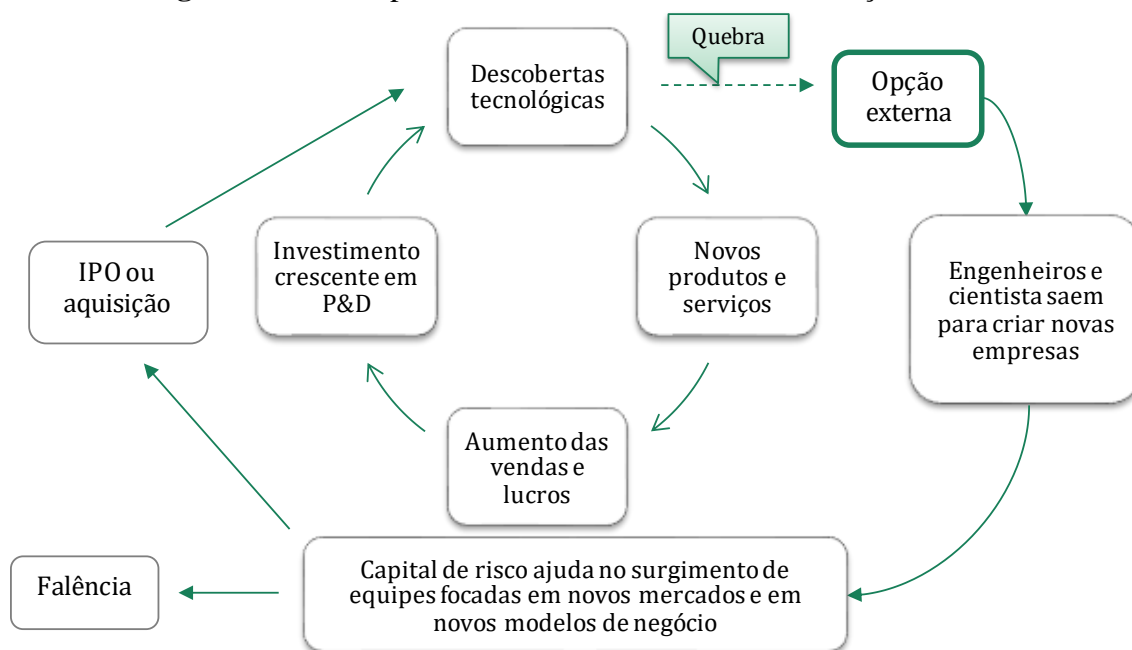 Quebra
Descobertas
tecnológicas
Opção
externa
Investimento
crescente em
P&D
Novos
produtos e
serviços
IPO ou
aquisição
Engenheiros e
cientista saem
para criar novas
empresas
Aumento das
vendas e
lucros
Falência
Capital de risco ajuda no surgimento de
equipes focadas em novos mercados e em
novos modelos de negócio